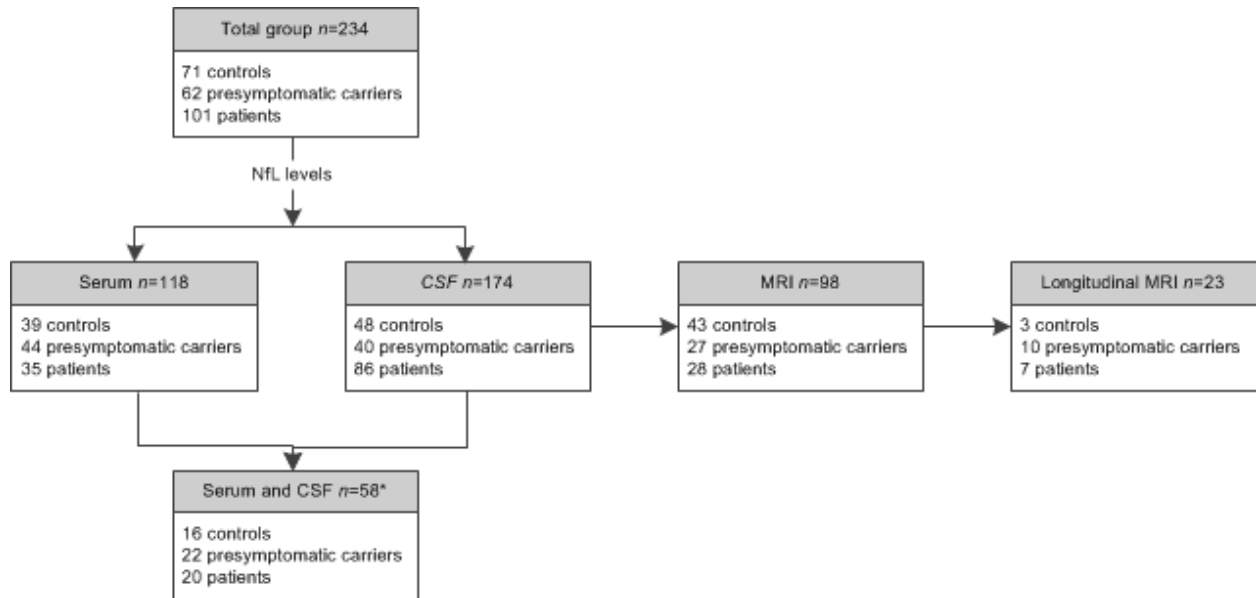 Total group n=234
71 controls
62 presymptomatic carriers
101 patients
NfL levels
Serum n=118
39 controls
44 presymptomatic carriers
35 patients
CSF n=174
48 controls
40 presymptomatic carriers
86 patients
MRI n=98
43 controls
27 presymptomatic carriers
28 patients
Longitudinal MRI n=23
3 controls
10 presymptomatic carriers
7 patients
Serum and CSF n=58*
16 controls
22 presymptomatic carriers
20 patients